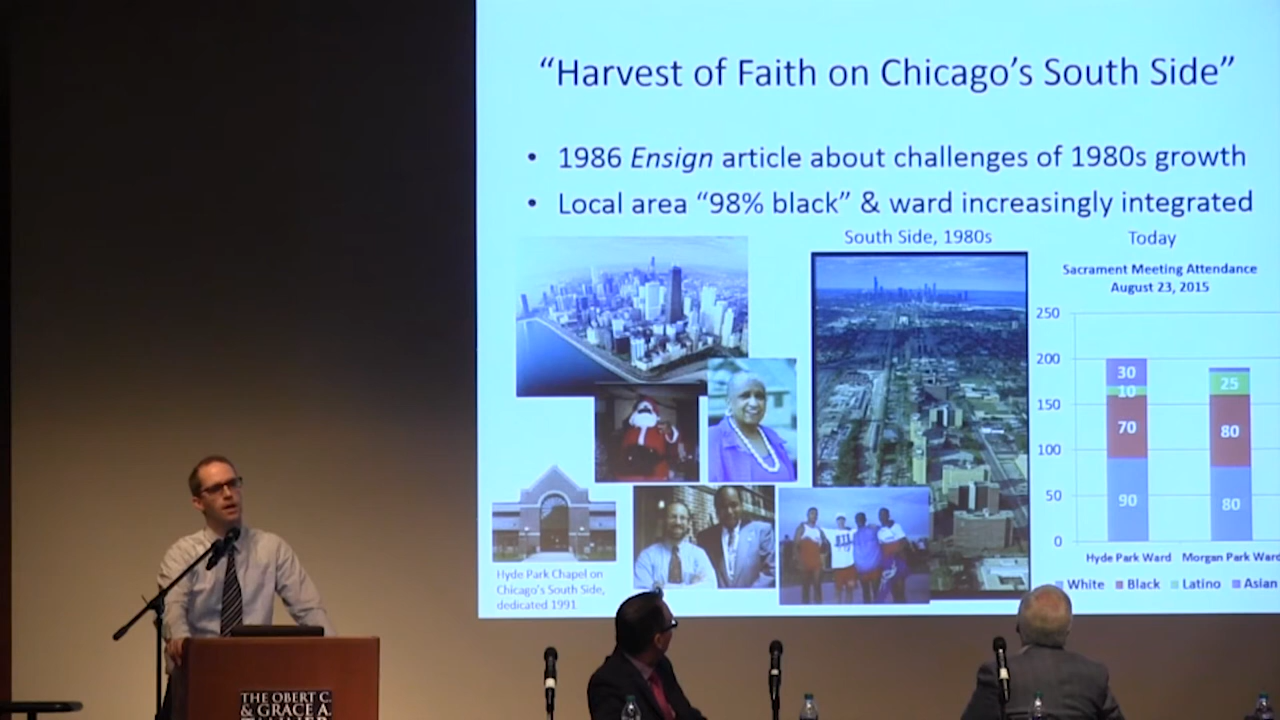 “Harvest of Faith on Chicago’s South Side”
• 1986 Ensign article about challenges of 1980s growth
• Local area “98% black” & ward increasingly integrated
South Side, 1980s
Today
Sacrament Meeting Attendance
August 23, 2015
250
200
150
100
50
0
30
10
70
90
25
80
80
Hyde Park Ward
Morgan Park Ward
White
Black
Latino
Asian
Hyde Park Chapel on
Chicago’s South Side,
dedicated 1991
THE OBERT C.
& GRACE A.